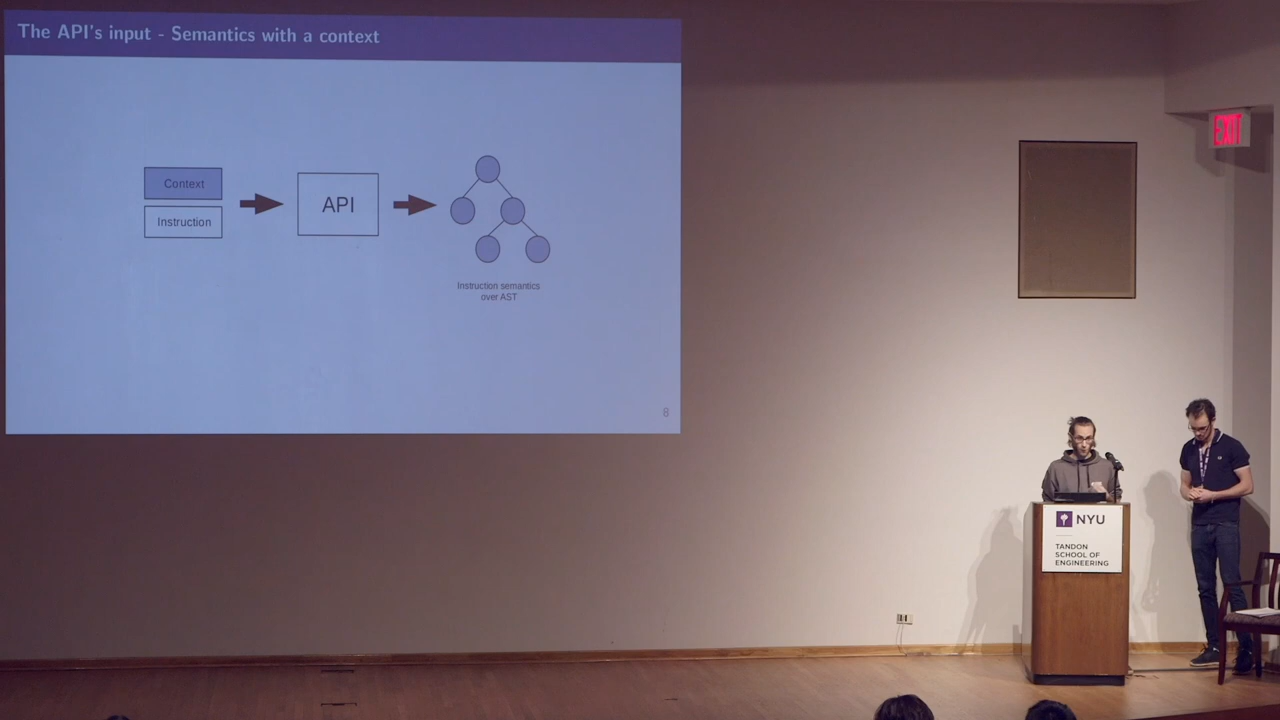 The API's input - Semantics with a context
Context
Instruction
API
Instruction semantics
over AST
8
EXIT
NYU
TANDON
SCHOOL OF
ENGINEERING